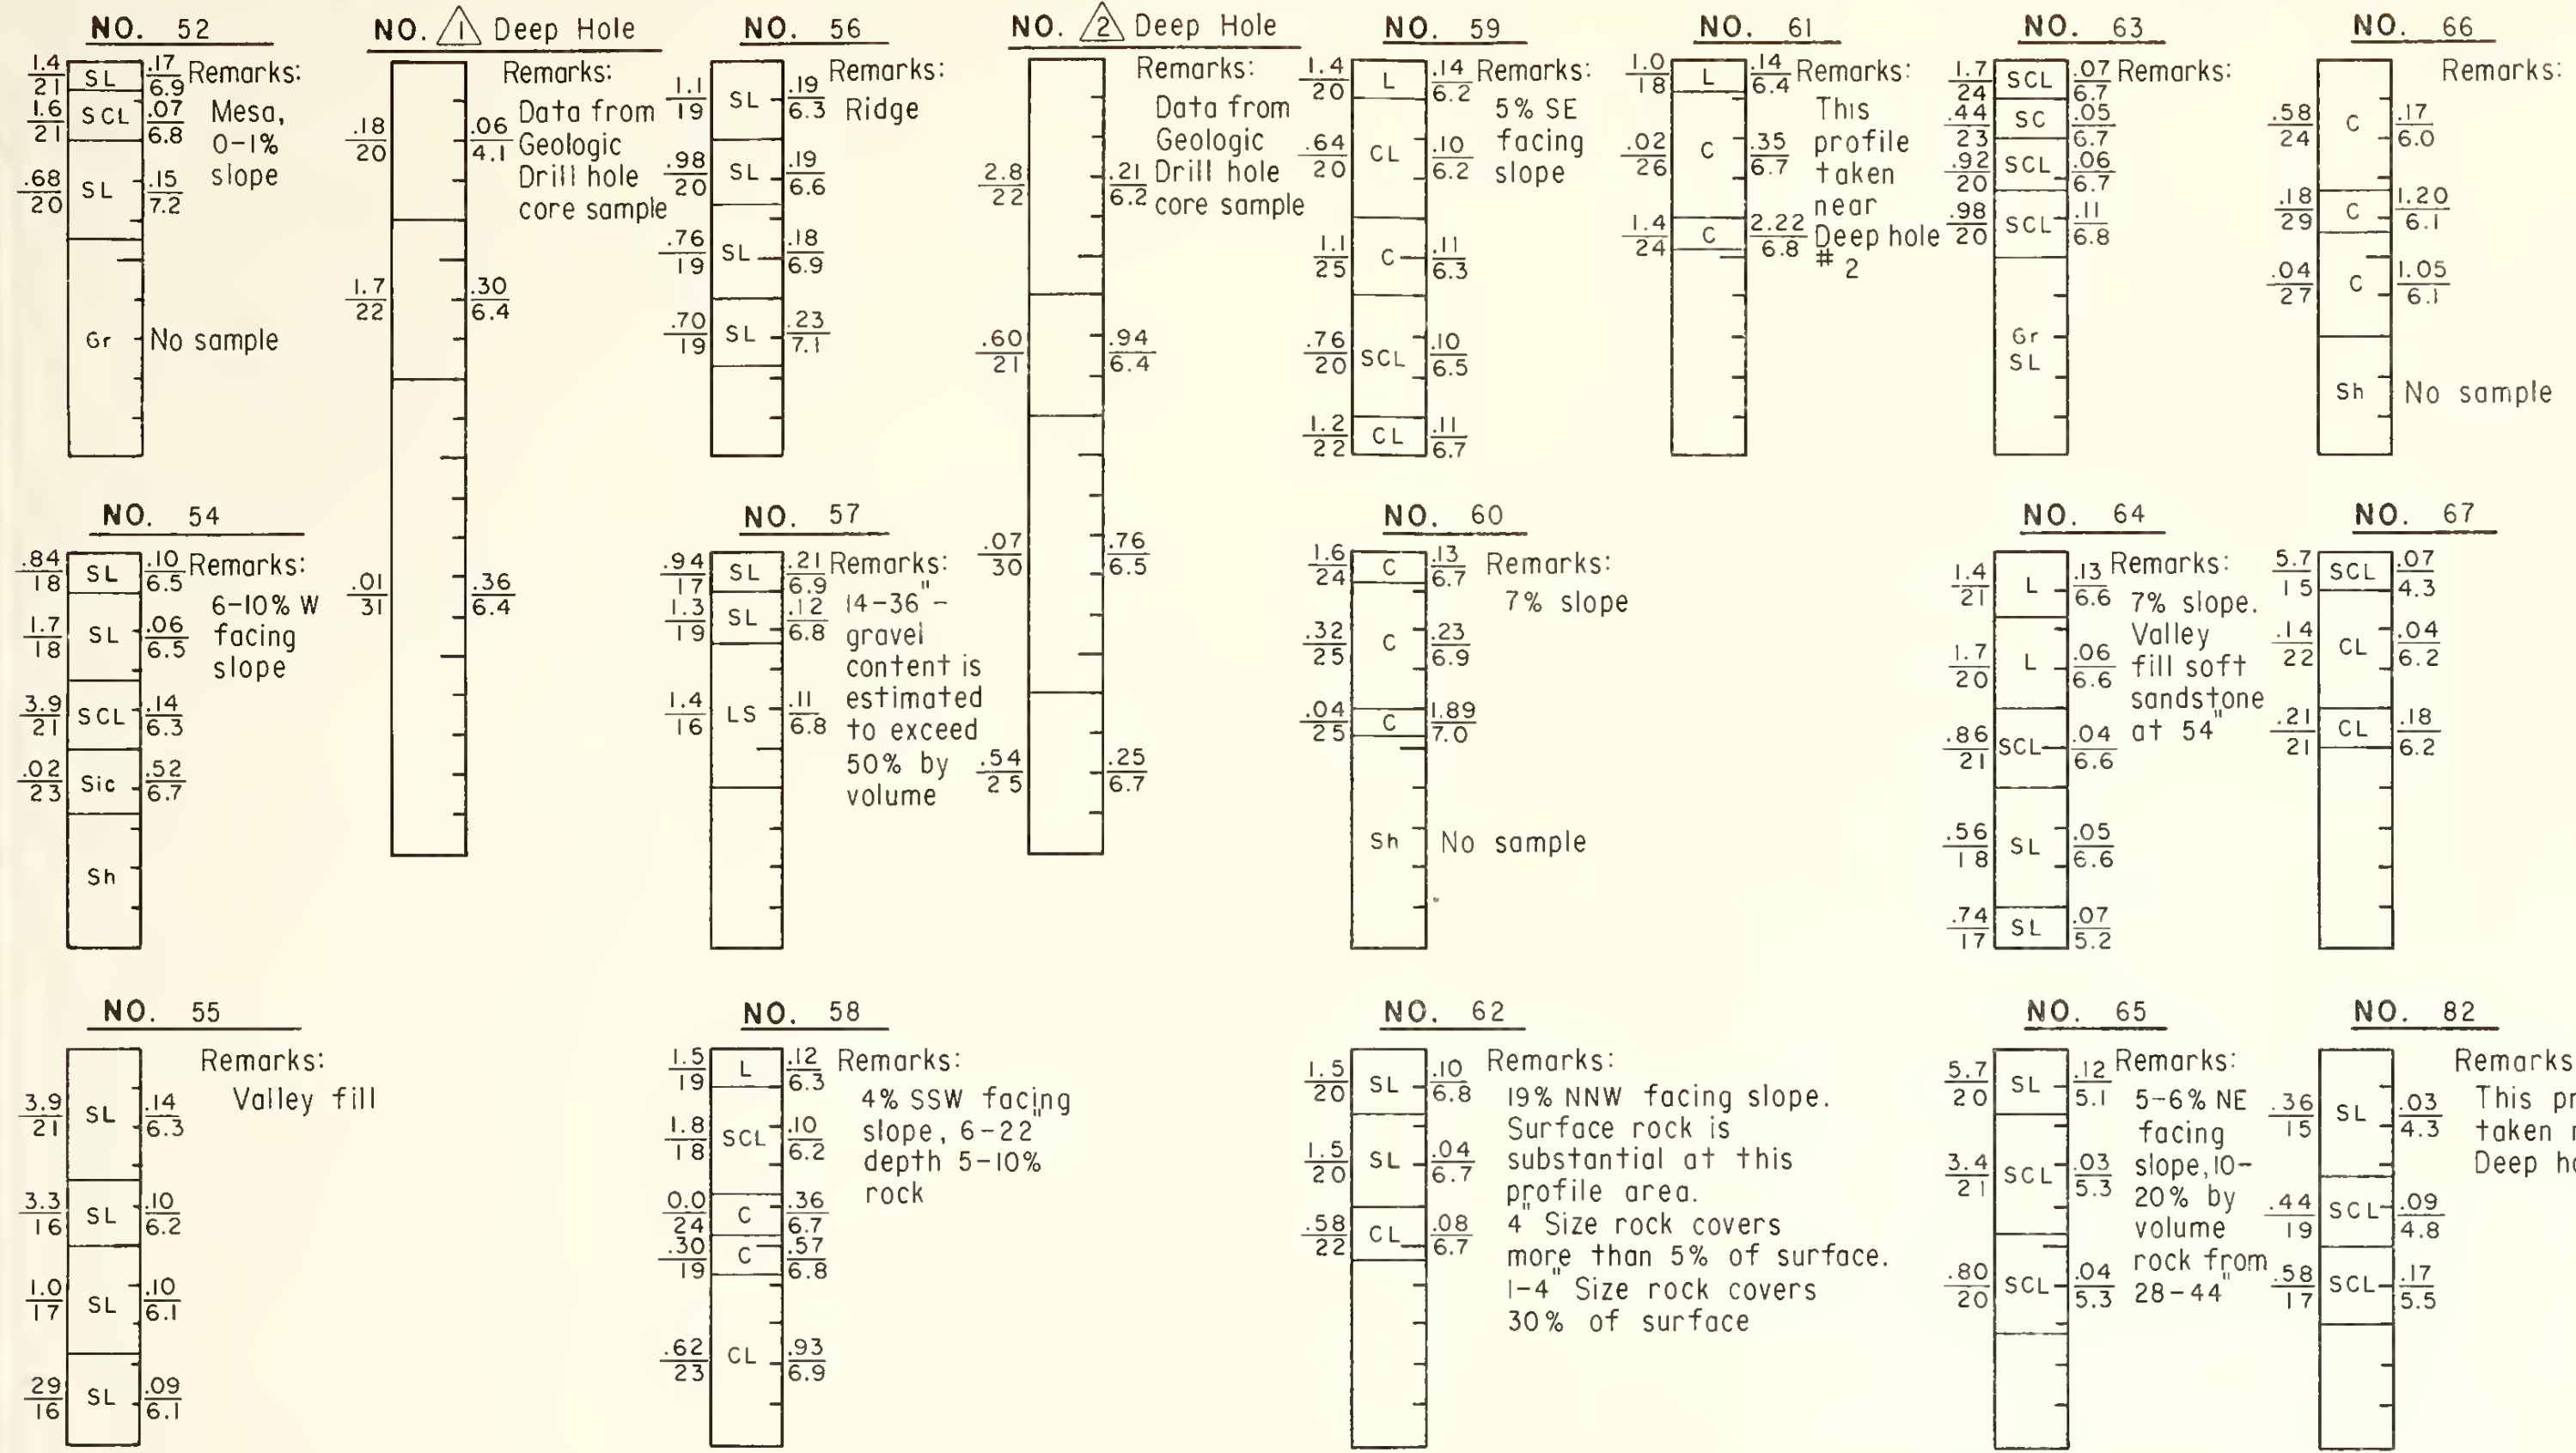 NO. 52
1.4
21
SL
.17
6.9
Remarks:
Mesa,
0-1%
slope
1.6
21
SCL
.07
6.8
.68
20
SL
.15
7.2
Gr
No sample
NO. 1 Deep Hole
Remarks:
Data from
Geologic
Drill hole
core sample
.18
20
.06
4.1
1.7
22
.30
6.4
.01
31
.36
6.4
NO. 56
Remarks:
Ridge
1.1
19
SL
.19
6.3
.98
20
SL
.19
6.6
.76
19
SL
.18
6.9
.70
19
SL
.23
7.1
NO. 2 Deep Hole
Remarks:
Data from
Geologic
Drill hole
core sample
2.8
22
.21
6.2
.60
21
.94
6.4
.07
30
.76
6.5
.54
25
.25
6.7
NO. 59
1.4
20
L
.14
6.2
Remarks:
5% SE
facing
slope
.64
20
CL
.10
6.2
1.1
25
C
.11
6.3
.76
20
SCL
.10
6.5
1.2
22
CL
.11
6.7
NO. 61
1.0
18
L
.14
6.4
Remarks:
This
profile
taken
near
Deep hole
# 2
.02
26
C
.35
6.7
1.4
24
C
2.22
6.8
NO. 63
1.7
24
SCL
.07
6.7
Remarks:
.44
23
SC
.05
6.7
.92
20
SCL
.06
6.7
.98
20
SCL
.11
6.8
Gr
SL
NO. 66
Remarks:
.58
24
C
.17
6.0
.18
29
C
1.20
6.1
.04
27
C
1.05
6.1
Sh
No sample
NO. 54
.84
18
SL
.10
6.5
Remarks:
6-10% W
facing
slope
1.7
18
SL
.06
6.5
3.9
21
SCL
.14
6.3
.02
23
Sic
.52
6.7
Sh
NO. 57
.94
17
SL
.21
6.9
Remarks:
14-36"-
gravel
content is
estimated
to exceed
50% by
volume
1.3
19
SL
.12
6.8
1.4
16
LS
.11
6.8
NO. 60
1.6
24
C
.13
6.7
Remarks:
7% slope
.32
25
C
.23
6.9
.04
25
C
1.89
7.0
Sh
No sample
NO. 64
1.4
21
L
.13
6.6
Remarks:
7% slope.
Valley
fill soft
sandstone
at 54"
1.7
20
L
.06
6.6
.86
21
SCL
.04
6.6
.56
18
SL
.05
6.6
.74
17
SL
.07
5.2
NO. 67
5.7
15
SCL
.07
4.3
.14
22
CL
.04
6.2
.21
21
CL
.18
6.2
NO. 55
Remarks:
Valley fill
3.9
21
SL
.14
6.3
3.3
16
SL
.10
6.2
1.0
17
SL
.10
6.1
29
16
SL
.09
6.1
NO. 58
1.5
19
L
.12
6.3
Remarks:
4% SSW facing
slope, 6-22"
depth 5-10%
rock
1.8
18
SCL
.10
6.2
0.0
24
C
.36
6.7
.30
19
C
.57
6.8
.62
23
CL
.93
6.9
NO. 62
1.5
20
SL
.10
6.8
Remarks:
19% NNW facing slope.
Surface rock is
substantial at this
profile area.
4" Size rock covers
more than 5% of surface.
1-4" Size rock covers
30% of surface
1.5
20
SL
.04
6.7
.58
22
CL
.08
6.7
NO. 65
5.7
20
SL
.12
5.1
Remarks:
5-6% NE
facing
slope, 10-
20% by
volume
rock from
28-44"
3.4
21
SCL
.03
5.3
.80
20
SCL
.04
5.3
NO. 82
Remarks
This pr
taken
Deep ho
.36
15
SL
.03
4.3
.44
19
SCL
.09
4.8
.58
17
SCL
.17
5.5